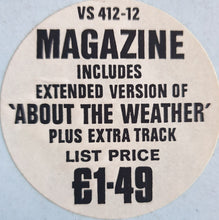 VS 412-12
MAGAZINE
INCLUDES
EXTENDED VERSION OF
'ABOUT THE WEATHER'
PLUS EXTRA TRACK
LIST PRICE
£1·49